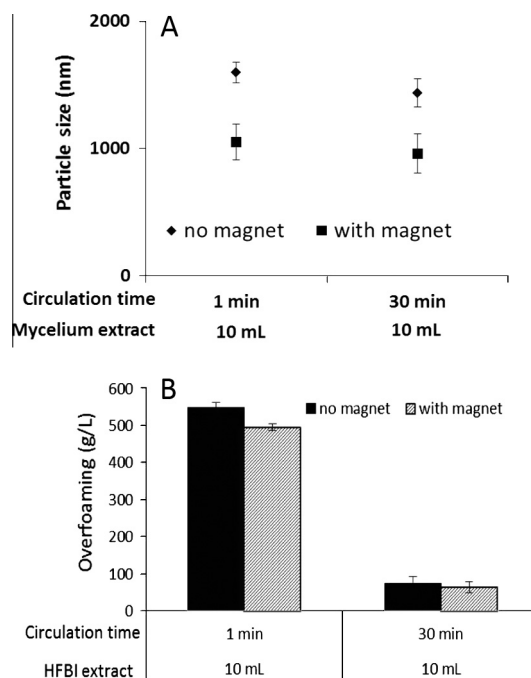 A
2000
Particle size (nm)
1000
no magnet with magnet
0
Circulation time 1 min 30 min
Mycelium extract 10 mL 10 mL
B
600
no magnet with magnet
500
Overfoaming (g/L)
400
300
200
100
0
Circulation time 1 min 30 min
HFBI extract 10 mL 10 mL